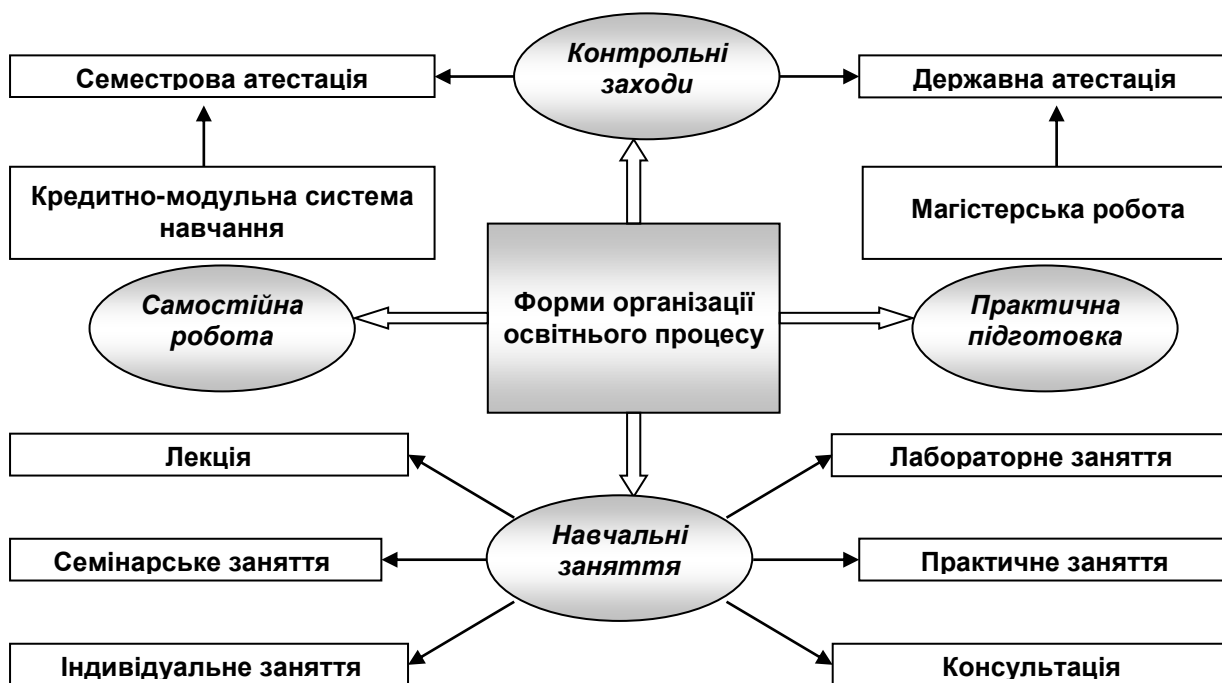 Контрольні
заходи
Семестрова атестація
Державна атестація
Кредитно-модульна система
навчання
Магістерська робота
Форми організації
освітнього процесу
Самостійна
робота
Практична
підготовка
Лекція
Лабораторне заняття
Навчальні
заняття
Семінарське заняття
Практичне заняття
Індивідуальне заняття
Консультація